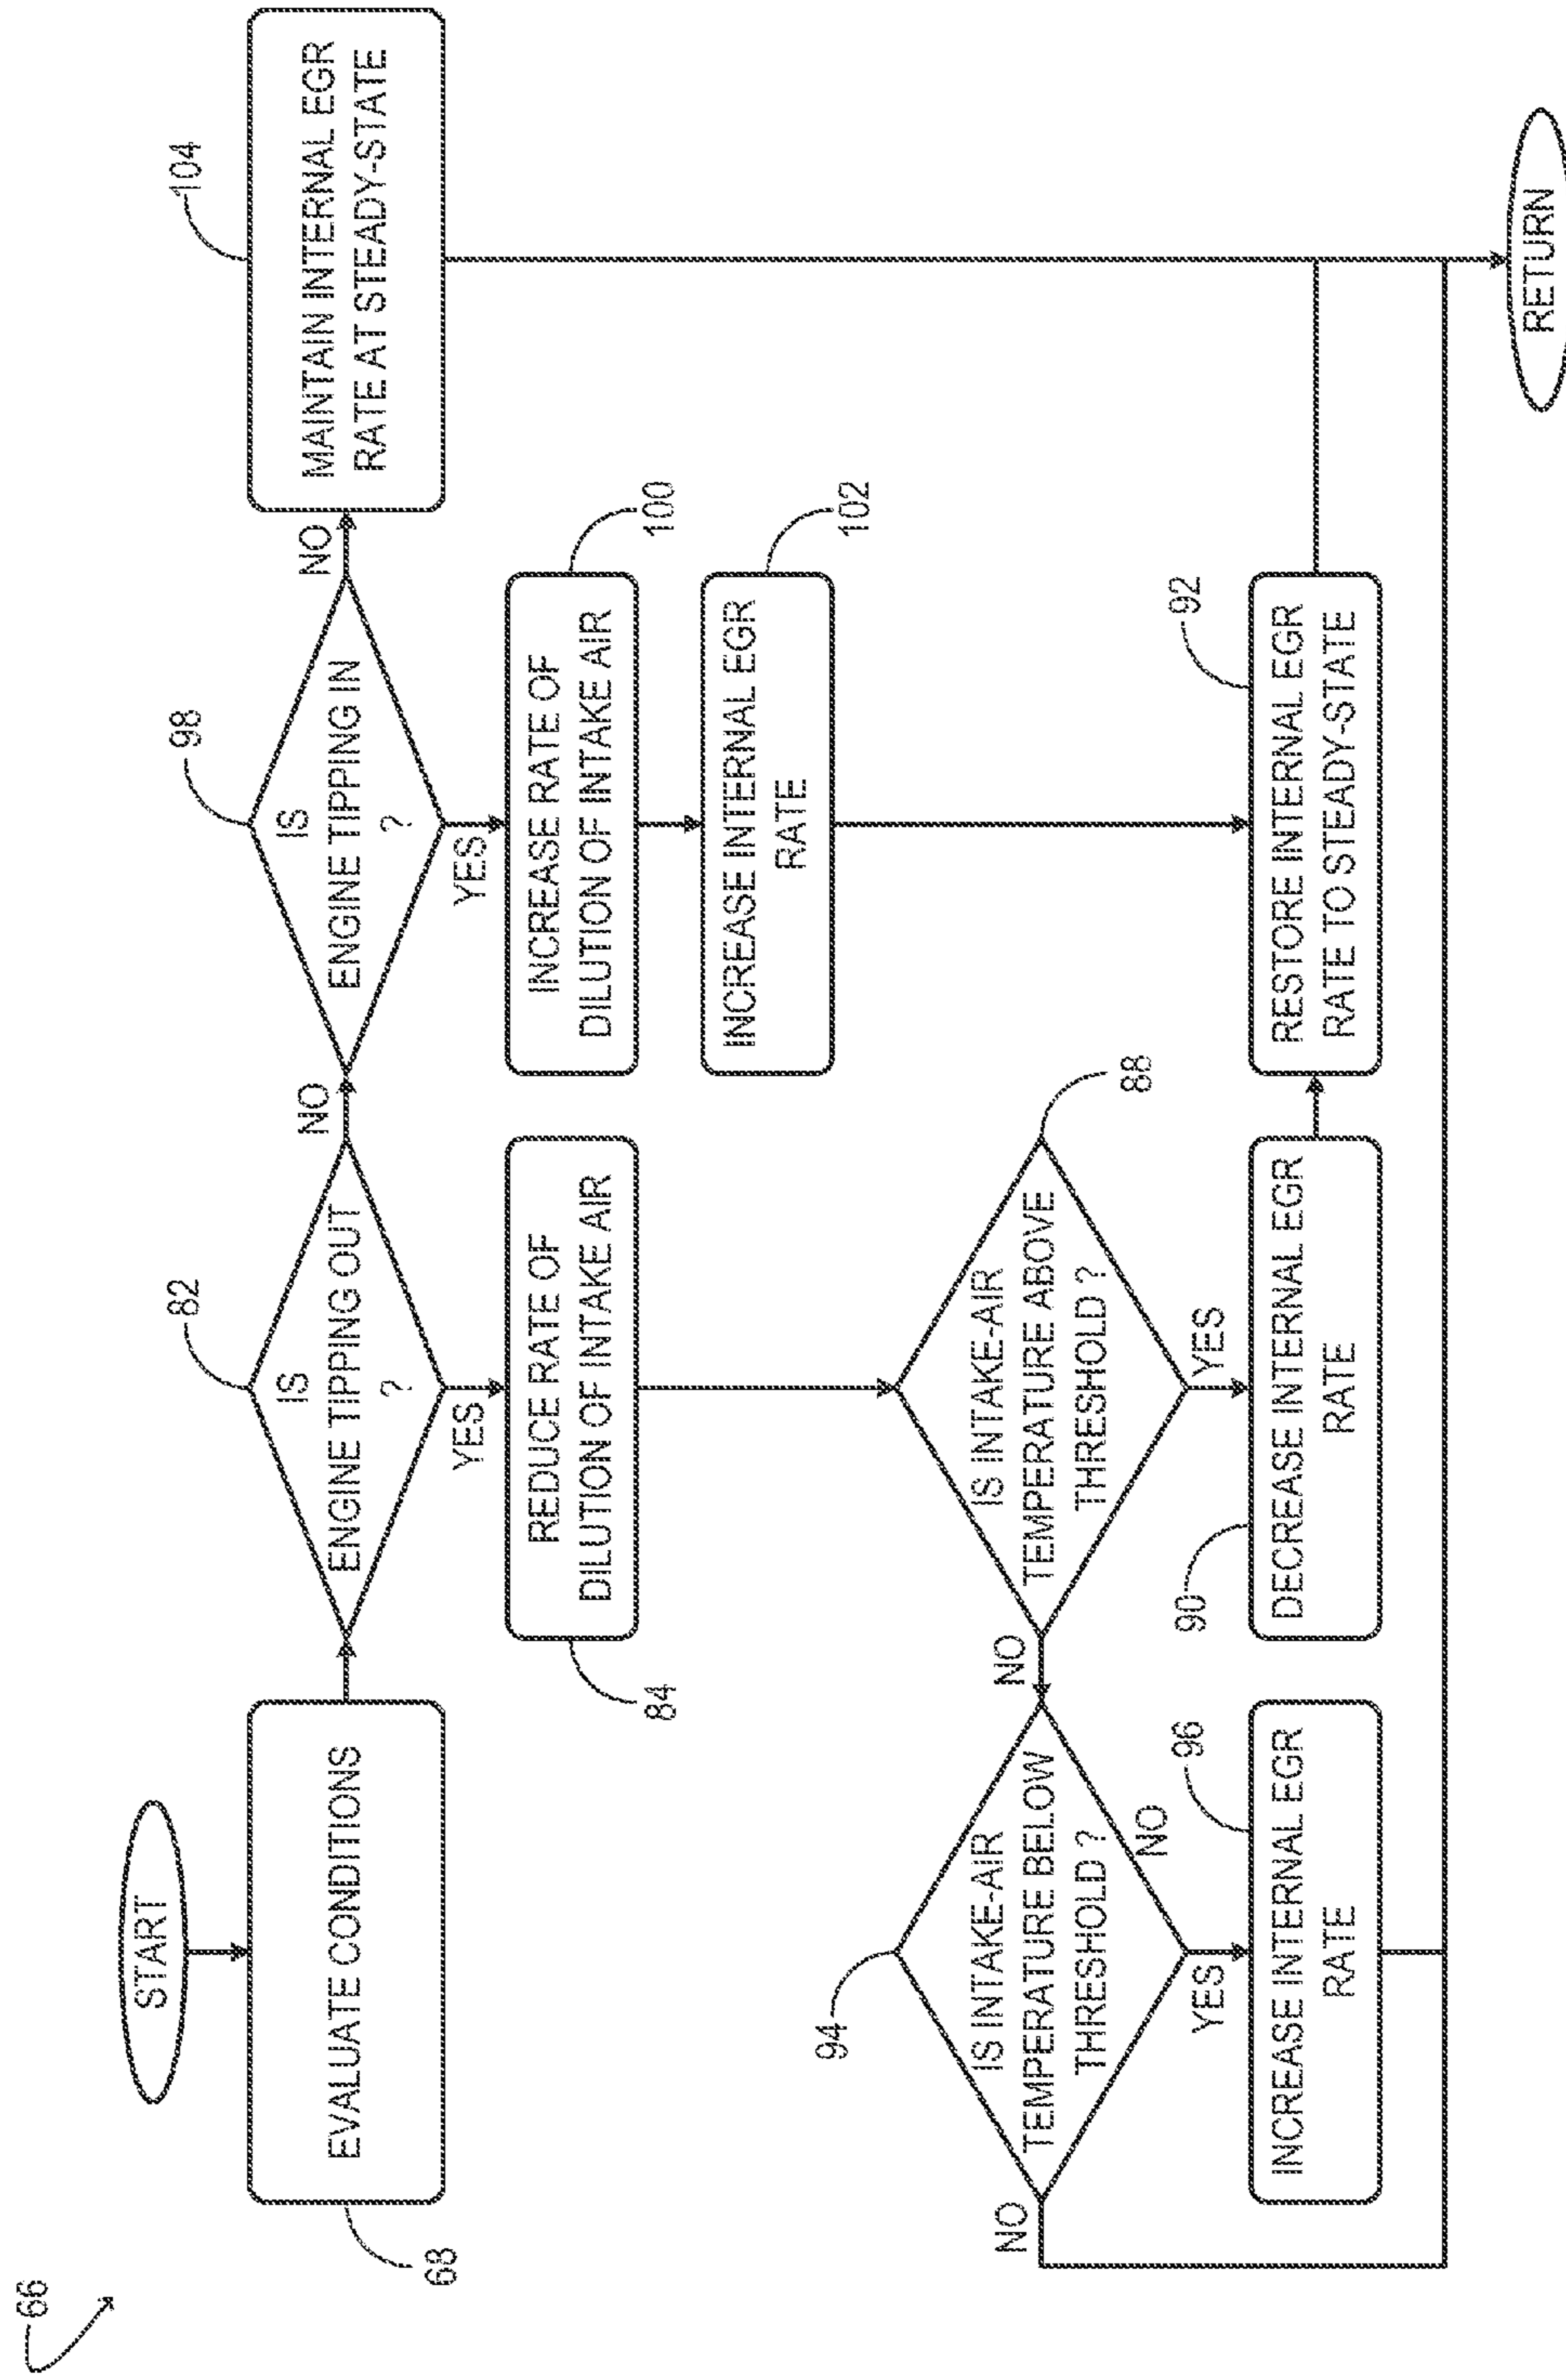 66
START
EVALUATE CONDITIONS
68
82
IS
ENGINE TIPPING OUT
?
NO
YES
98
IS
ENGINE TIPPING IN
?
NO
YES
104
MAINTAIN INTERNAL EGR
RATE AT STEADY-STATE
REDUCE RATE OF
DILUTION OF INTAKE AIR
84
INCREASE RATE OF
DILUTION OF INTAKE AIR
100
INCREASE INTERNAL EGR
RATE
102
94
IS INTAKE-AIR
TEMPERATURE BELOW
THRESHOLD ?
NO
NO
YES
NO
IS INTAKE-AIR
TEMPERATURE ABOVE
THRESHOLD ?
88
YES
96
INCREASE INTERNAL EGR
RATE
90
DECREASE INTERNAL EGR
RATE
92
RESTORE INTERNAL EGR
RATE TO STEADY-STATE
RETURN